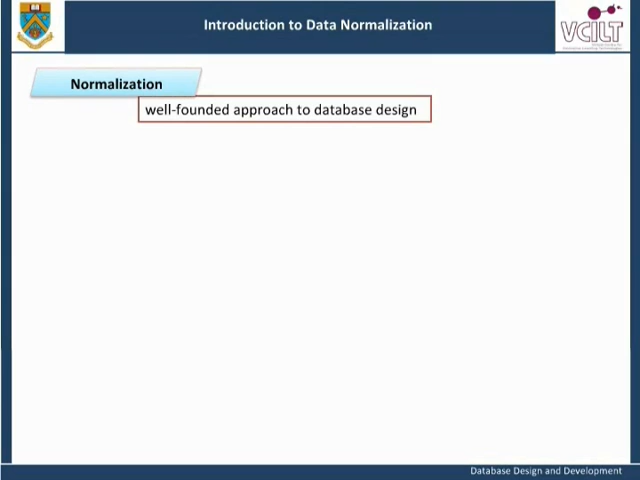 Introduction to Data Normalization
VCILT
Normalization
well-founded approach to database design
Database Design and Development